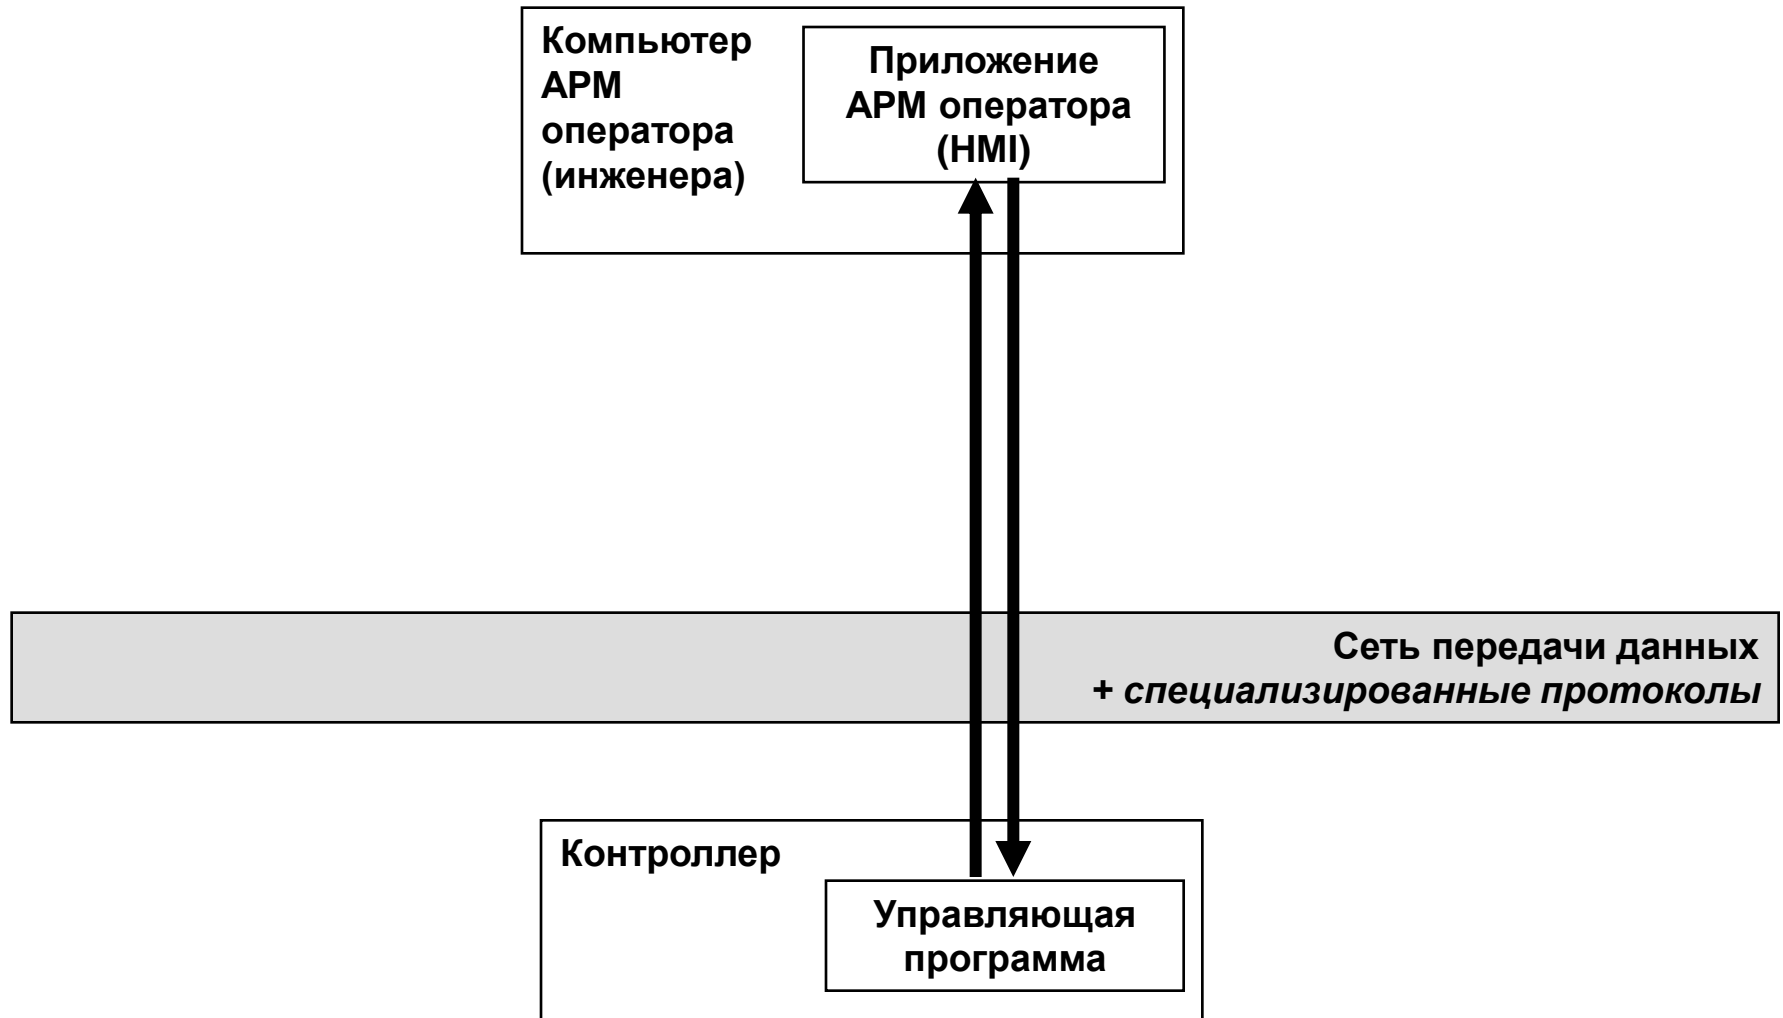 Компьютер
АРМ
оператора
(инженера)
Приложение
АРМ оператора
(HMI)
Сеть передачи данных
+ специализированные протоколы
Контроллер
Управляющая
программа